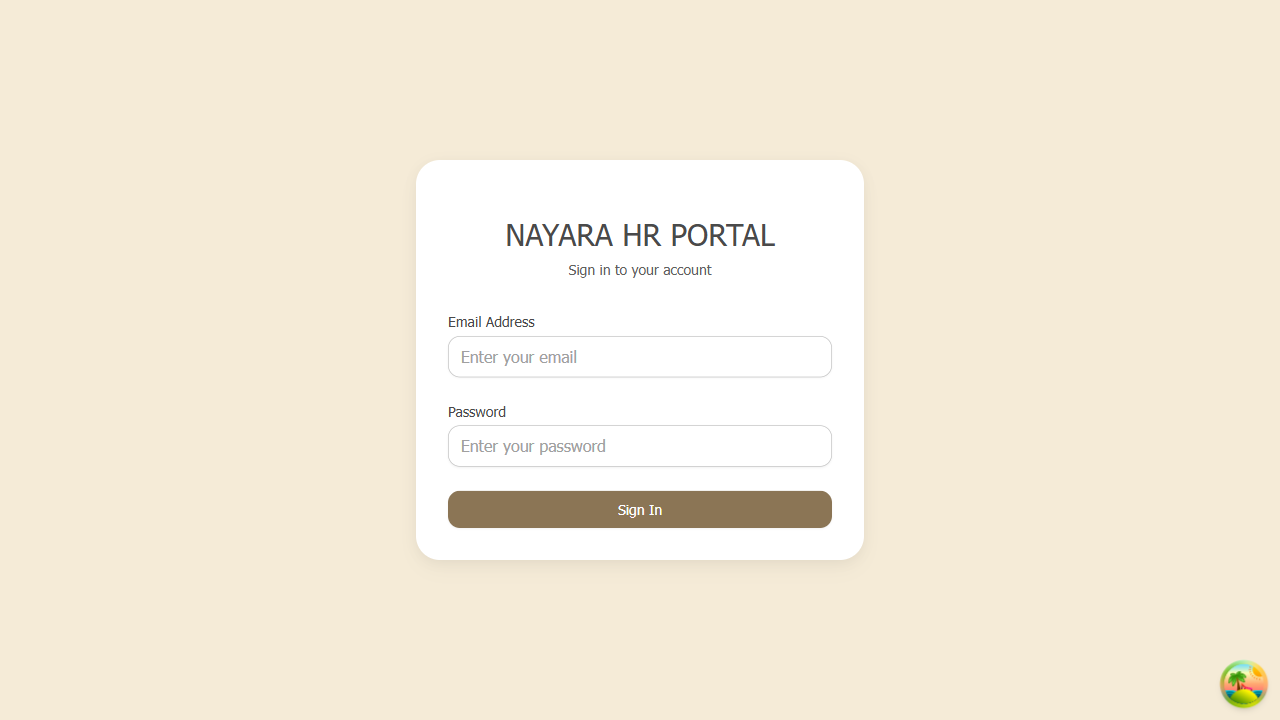 NAYARA HR PORTAL
Sign in to your account
Email Address
Enter your email
Password
Enter your password
Sign In